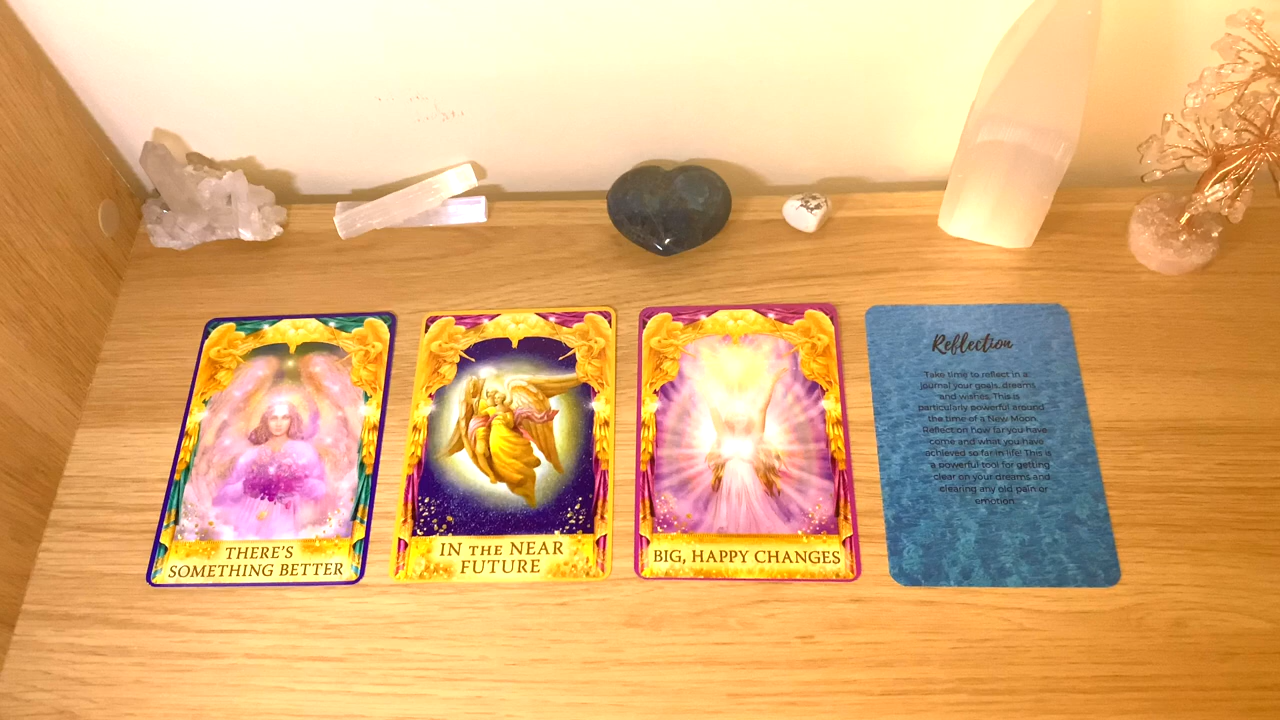 THERE'S
SOMETHING BETTER
IN THE NEAR
FUTURE
BIG, HAPPY CHANGES
Reflection
Take time to reflect in a
journal your goals, dreams
and wishes. This is
particularly powerful around
the time of a New Moon.
Reflect on how far you have
come and what you have
achieved so far in life! This is
a powerful tool for getting
clear on your dreams and
clearing any old pain or
emotion.